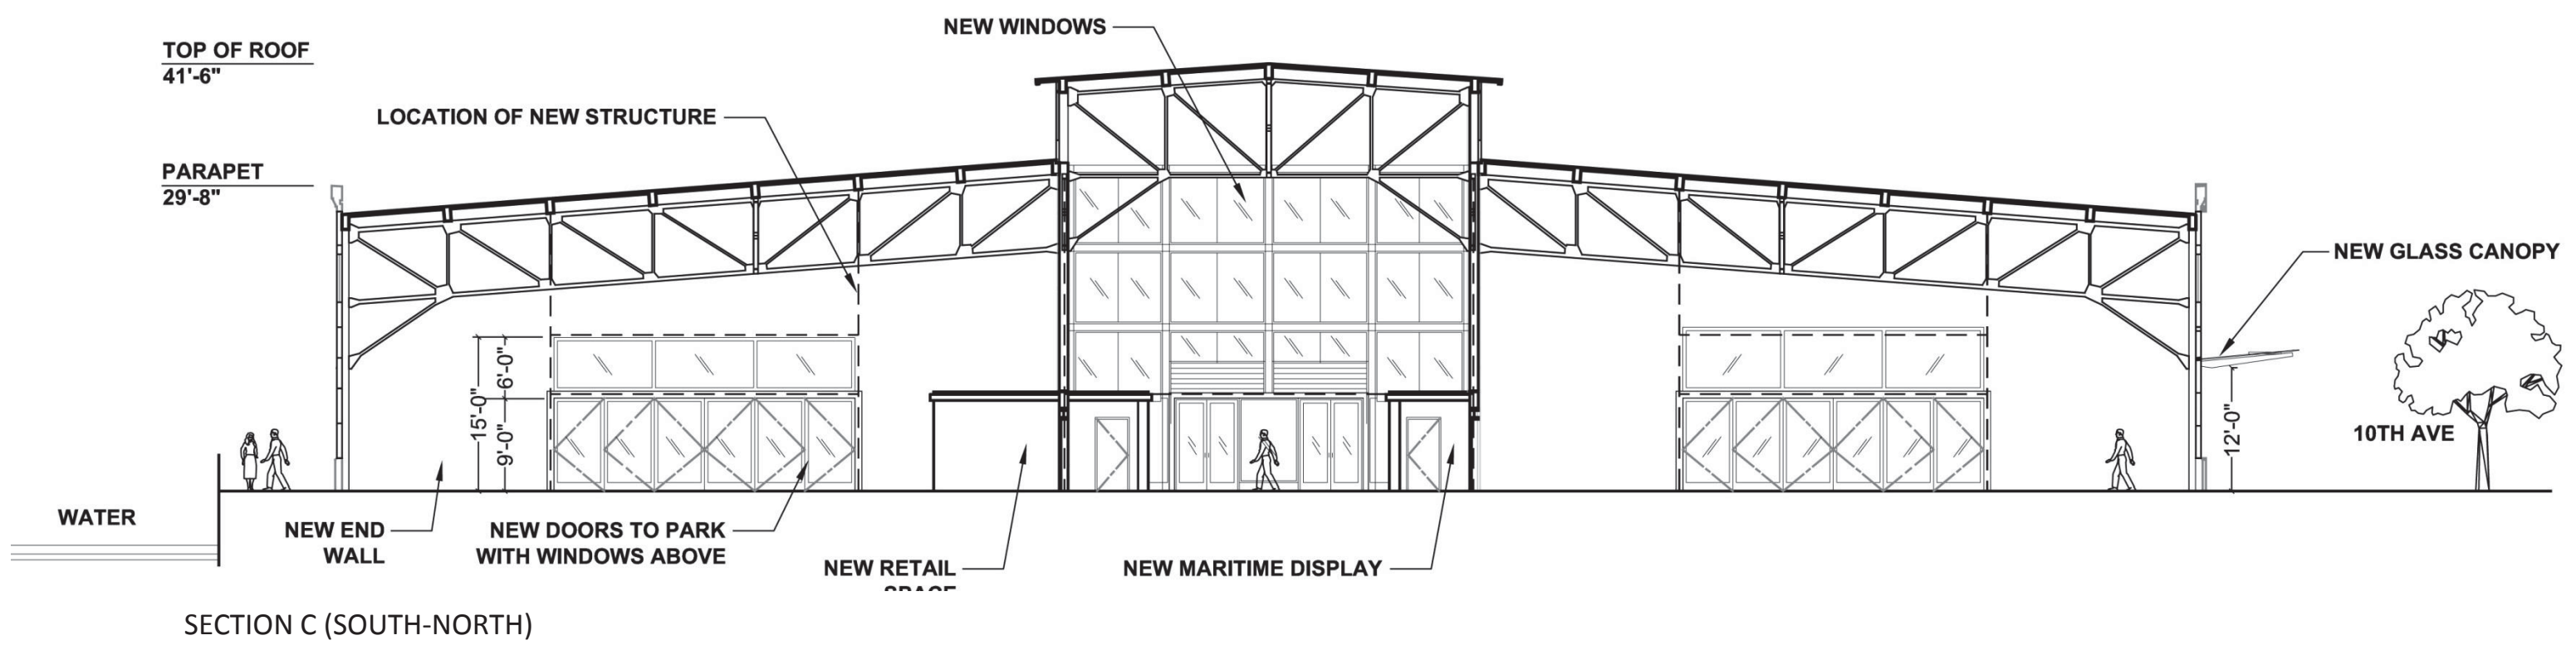 NEW WINDOWS
TOP OF ROOF
41'-6"
LOCATION OF NEW STRUCTURE
PARAPET
29'-8"
NEW GLASS CANOPY
15'-0"
6'-0"
9'-0"
12'-0"
10TH AVE
WATER
NEW END
WALL
NEW DOORS TO PARK
WITH WINDOWS ABOVE
NEW RETAIL
SPACE
NEW MARITIME DISPLAY
SECTION C (SOUTH-NORTH)